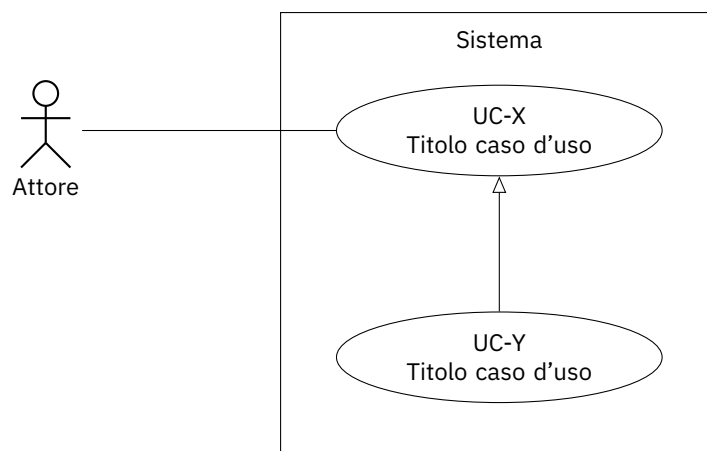 Sistema
UC-X
Titolo caso d’uso
Attore
UC-Y
Titolo caso d’uso